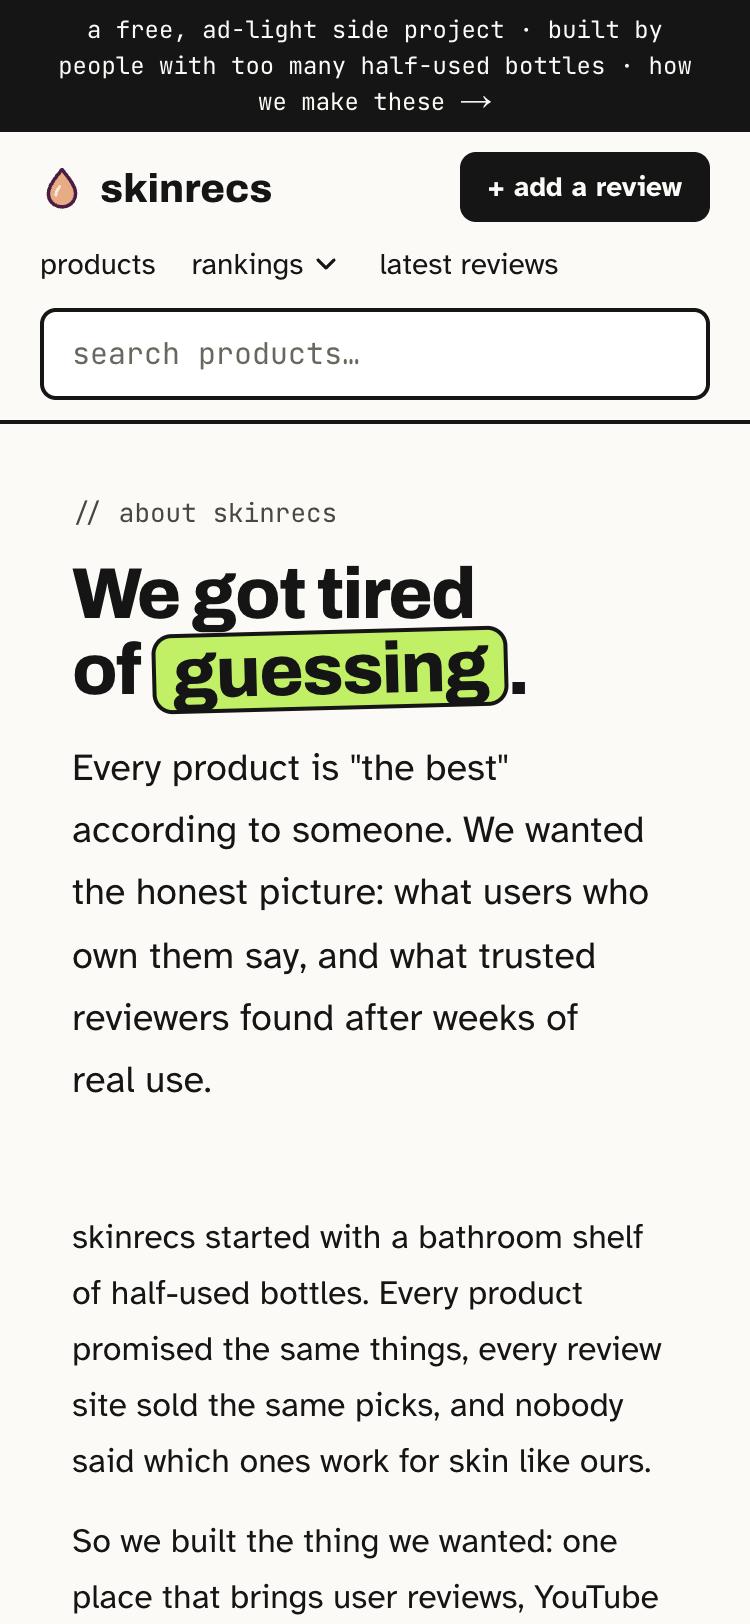 a free, ad-light side project · built by
people with too many half-used bottles · how
we make these →
skinrecs
+ add a review
products rankings latest reviews
search products…
// about skinrecs
We got tired
of guessing.
Every product is "the best"
according to someone. We wanted
the honest picture: what users who
own them say, and what trusted
reviewers found after weeks of
real use.
skinrecs started with a bathroom shelf
of half-used bottles. Every product
promised the same things, every review
site sold the same picks, and nobody
said which ones work for skin like ours.
So we built the thing we wanted: one
place that brings user reviews, YouTube